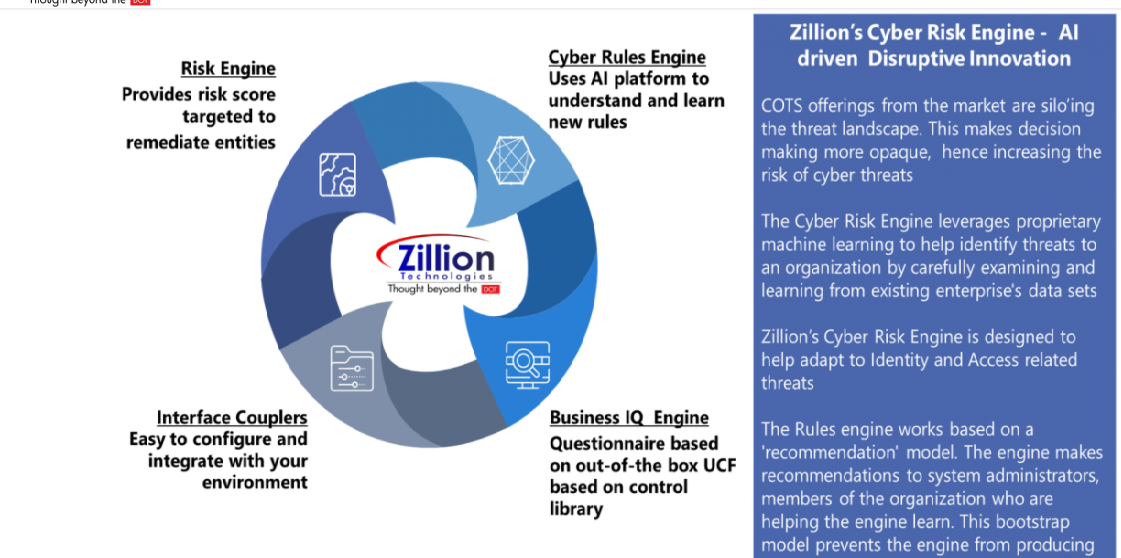 Thought beyond the DOT
Risk Engine
Provides risk score
targeted to
remediate entities
Cyber Rules Engine
Uses AI platform to
understand and learn
new rules
Zillion
Technologies
Thought beyond the DOT
Interface Couplers
Easy to configure and
integrate with your
environment
Business IQ Engine
Questionnaire based
on out-of-the box UCF
based on control
library
Zillion’s Cyber Risk Engine - AI
driven Disruptive Innovation
COTS offerings from the market are silo’ing
the threat landscape. This makes decision
making more opaque, hence increasing the
risk of cyber threats
The Cyber Risk Engine leverages proprietary
machine learning to help identify threats to
an organization by carefully examining and
learning from existing enterprise's data sets
Zillion’s Cyber Risk Engine is designed to
help adapt to Identity and Access related
threats
The Rules engine works based on a
'recommendation' model. The engine makes
recommendations to system administrators,
members of the organization who are
helping the engine learn. This bootstrap
model prevents the engine from producing